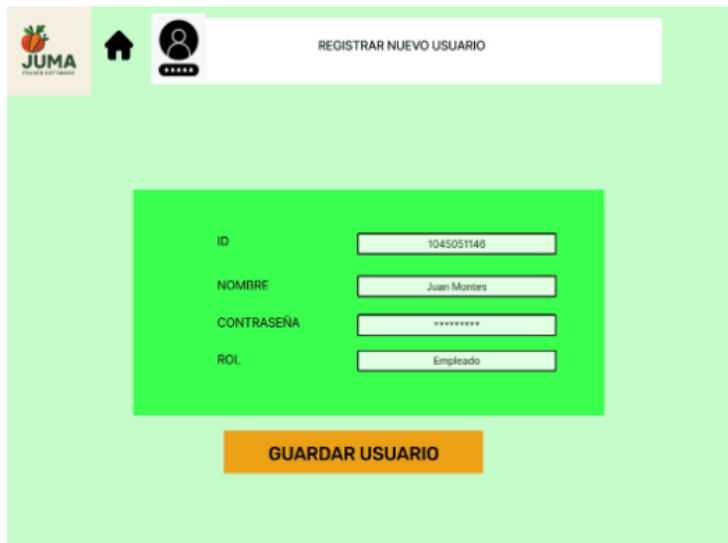 JUMA
REGISTRAR NUEVO USUARIO
ID
1045051146
NOMBRE
Juan Montes
CONTRASEÑA
*********
ROL
Empleado
GUARDAR USUARIO